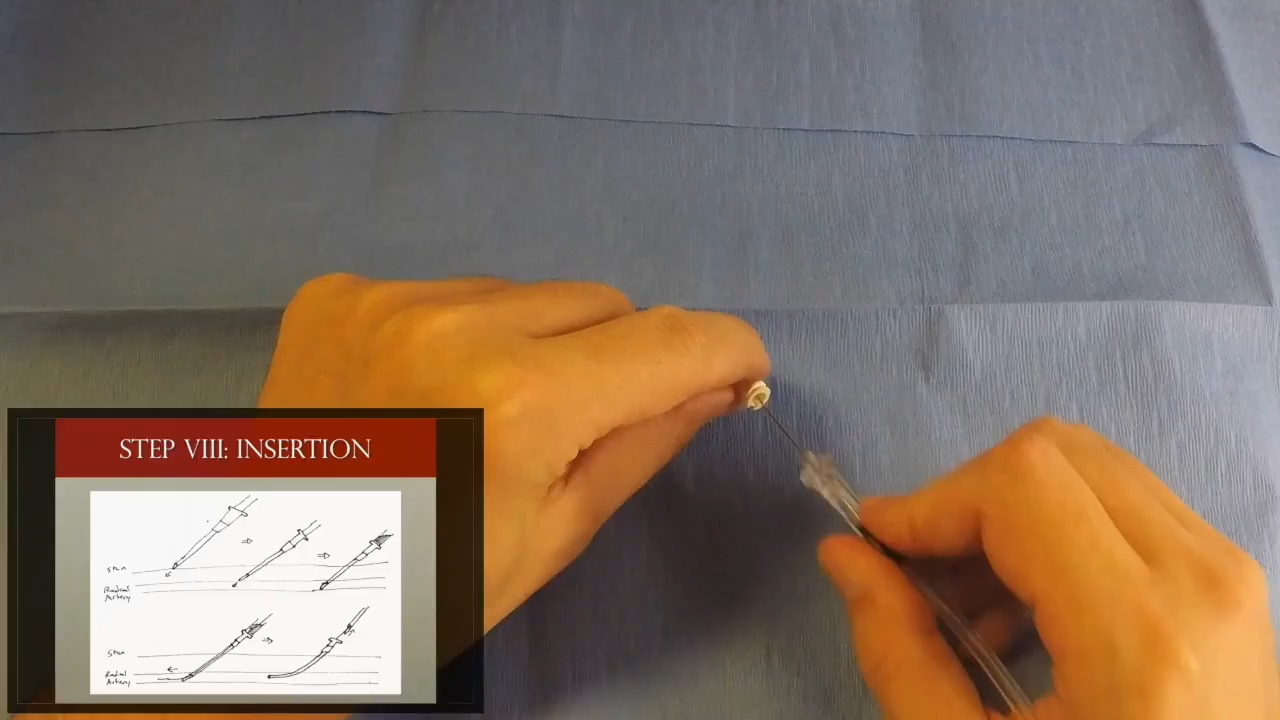 STEP VIII: INSERTION
Skin
Radial
Artery
Skin
Radial
Artery